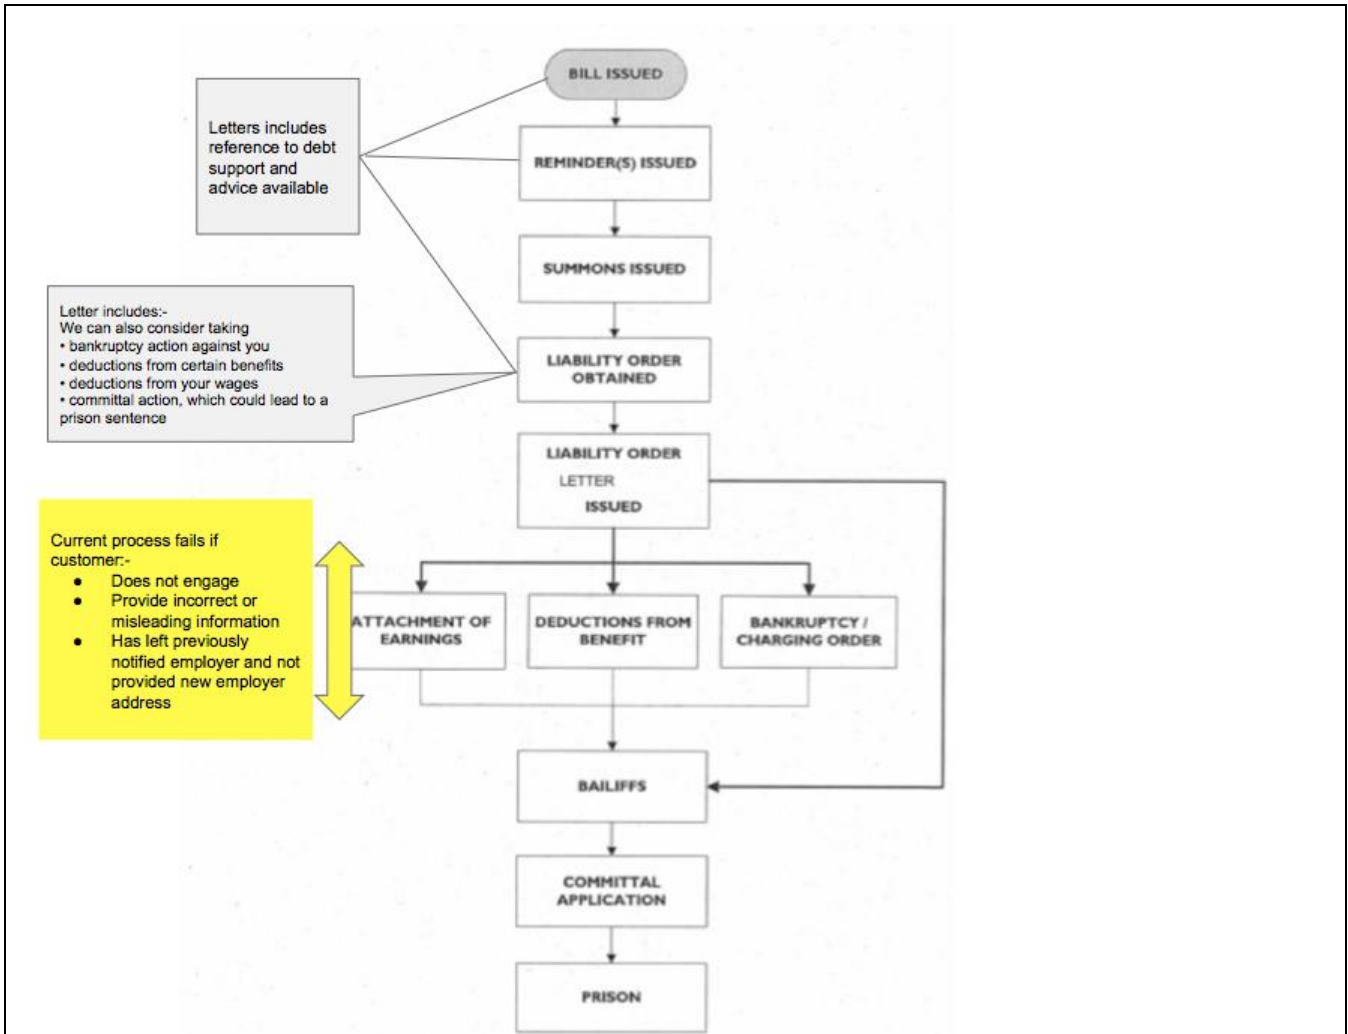 BILL ISSUED
Letters includes
reference to debt
support and
advice available
REMINDER(S) ISSUED
SUMMONS ISSUED
Letter includes:-
We can also consider taking
• bankruptcy action against you
• deductions from certain benefits
• deductions from your wages
• committal action, which could lead to a
prison sentence
LIABILITY ORDER
OBTAINED
LIABILITY ORDER
LETTER
ISSUED
Current process fails if
customer:-
● Does not engage
● Provide incorrect or
misleading information
● Has left previously
notified employer and not
provided new employer
address
ATTACHMENT OF
EARNINGS
DEDUCTIONS FROM
BENEFIT
BANKRUPTCY /
CHARGING ORDER
BAILIFFS
COMMITTAL
APPLICATION
PRISON